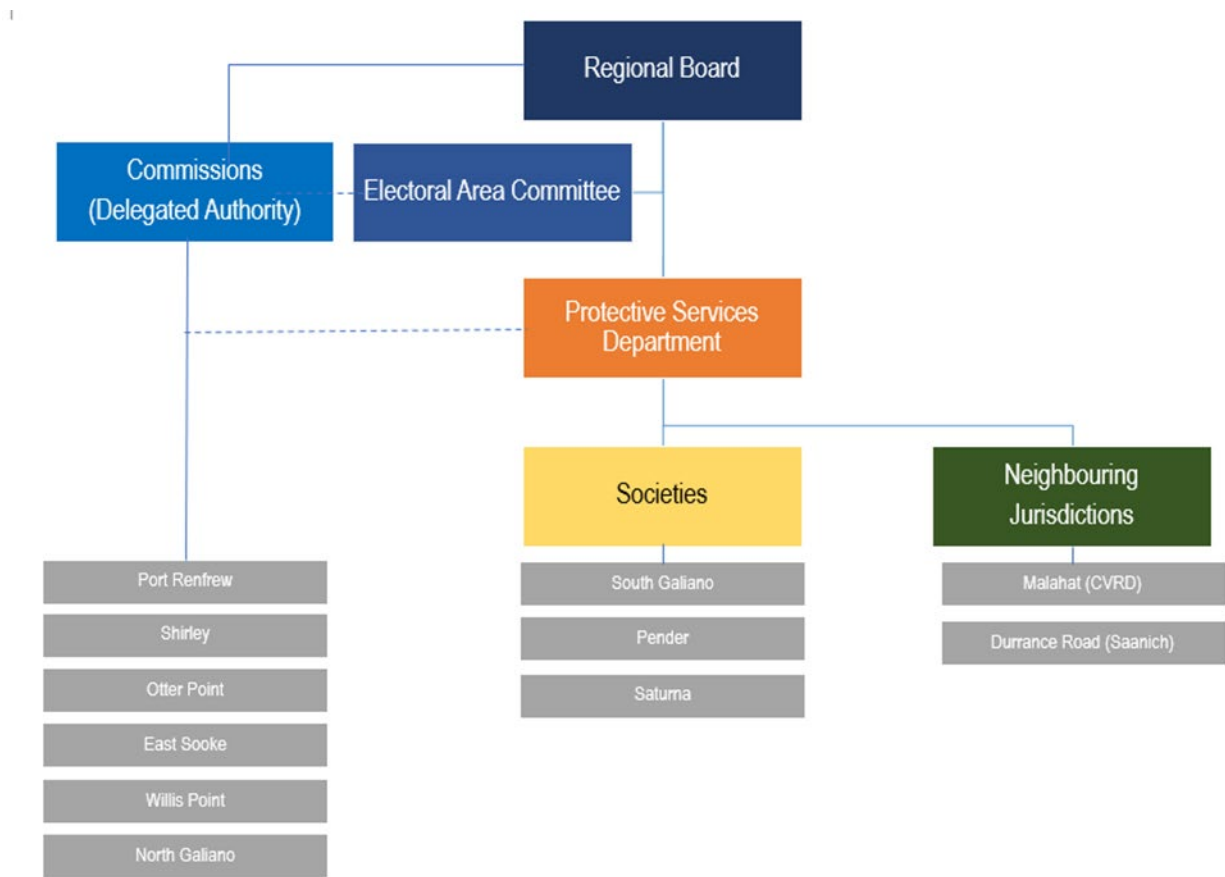 Regional Board
Commissions
(Delegated Authority)
Electoral Area Committee
Protective Services
Department
Societies
Neighbouring
Jurisdictions
Port Renfrew
Shirley
Otter Point
East Sooke
Willis Point
North Galiano
South Galiano
Pender
Saturna
Malahat (CVRD)
Durrance Road (Saanich)